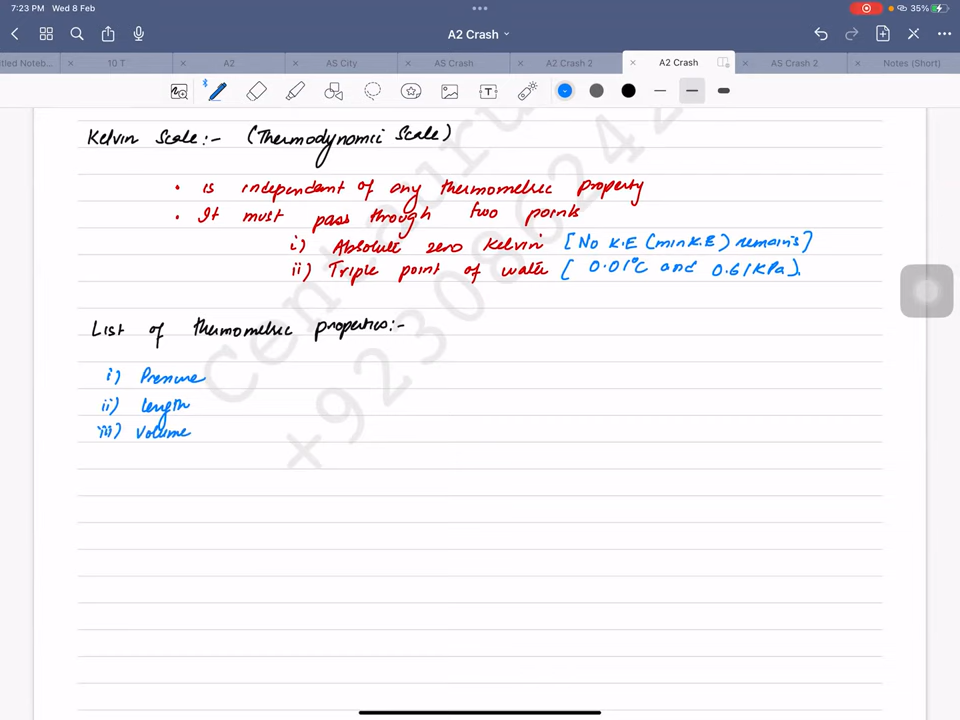 7:23 PM Wed 8 Feb
35%
A2 Crash
tled Noteb...
10 T
A2
AS City
AS Crash
A2 Crash 2
A2 Crash
AS Crash 2
Notes (Short)
Kelvin Scale:- (Thermodynamic Scale)
• is independant of any thermometric property
• It must pass through two points
i) Absolute zero kelvin [No K.E (min K.E) remains]
ii) Triple point of water [0.01°C and 0.61KPa].
List of thermometric properties:-
i) Pressure
ii) length
iii) Volume
+92308624